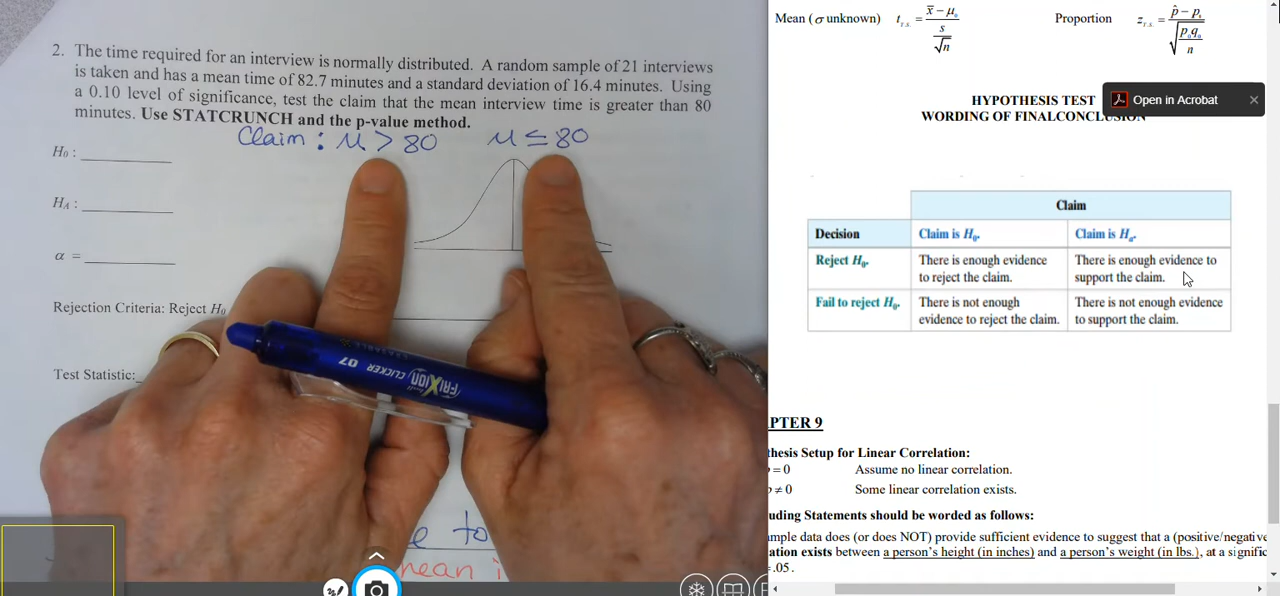 2. The time required for an interview is normally distributed. A random sample of 21 interviews
is taken and has a mean time of 82.7 minutes and a standard deviation of 16.4 minutes. Using
a 0.10 level of significance, test the claim that the mean interview time is greater than 80
minutes. Use STATCRUNCH and the p-value method.
Claim : μ > 80 μ ≤ 80
H₀ :
H_A :
α =
Rejection Criteria: Reject H₀
Test Statistic:
FRIXION CLICKER 07
to
mean
Mean (σ unknown) t_{T.S.} = (x̄ − μ₀) / (s/√n) Proportion z_{T.S.} = (p̂ − p₀) / √(p₀q₀/n)
Open in Acrobat ×
HYPOTHESIS TEST
WORDING OF FINAL CONCLUSION
Claim
Decision Claim is H₀. Claim is Hₐ.
Reject H₀. There is enough evidence There is enough evidence to
to reject the claim. support the claim.
Fail to reject H₀. There is not enough There is not enough evidence
evidence to reject the claim. to support the claim.
PTER 9
thesis Setup for Linear Correlation:
= 0 Assume no linear correlation.
≠ 0 Some linear correlation exists.
uding Statements should be worded as follows:
mple data does (or does NOT) provide sufficient evidence to suggest that a (positive/negative
ation exists between a person's height (in inches) and a person's weight (in lbs.), at a signific
.05.